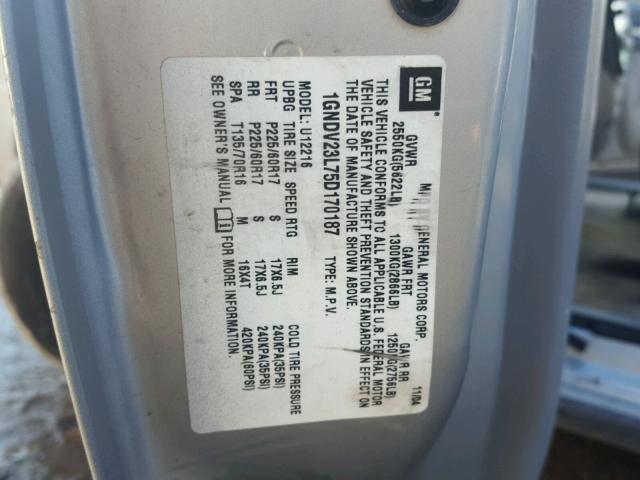 GM
MFD BY GENERAL MOTORS CORP. 11/04
GVWR GAWR FRT GAWR RR
2550KG(5622LB) 1300KG(2866LB) 1250KG(2756LB)
THIS VEHICLE CONFORMS TO ALL APPLICABLE U.S. FEDERAL MOTOR
VEHICLE SAFETY AND THEFT PREVENTION STANDARDS IN EFFECT ON
THE DATE OF MANUFACTURE SHOWN ABOVE.
1GNDV23L75D170187 TYPE: M.P.V.
MODEL: U12216
UPBG TIRE SIZE SPEED RTG RIM COLD TIRE PRESSURE
FRT P225/60R17 S 17X6.5J 240KPA(35PSI)
RR P225/60R17 S 17X6.5J 240KPA(35PSI)
SPA T135/70R16 M 16X4T 420KPA(60PSI)
SEE OWNER'S MANUAL FOR MORE INFORMATION.